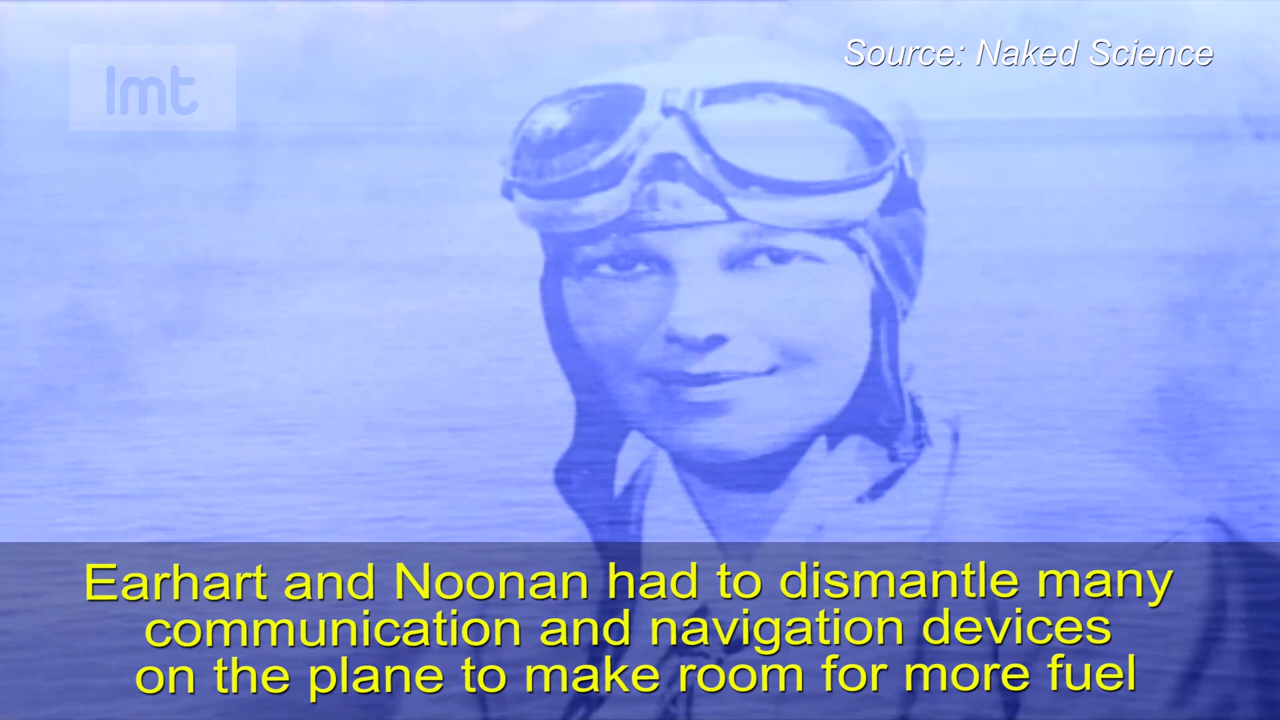 Source: Naked Science
lmt
Earhart and Noonan had to dismantle many
communication and navigation devices
on the plane to make room for more fuel